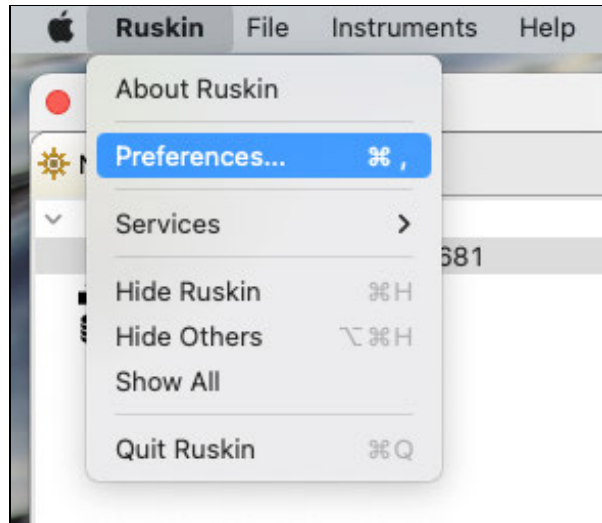 Ruskin File Instruments Help
About Ruskin
Preferences... ⌘ ,
Services
681
Hide Ruskin ⌘H
Hide Others ⌥⌘H
Show All
Quit Ruskin ⌘Q